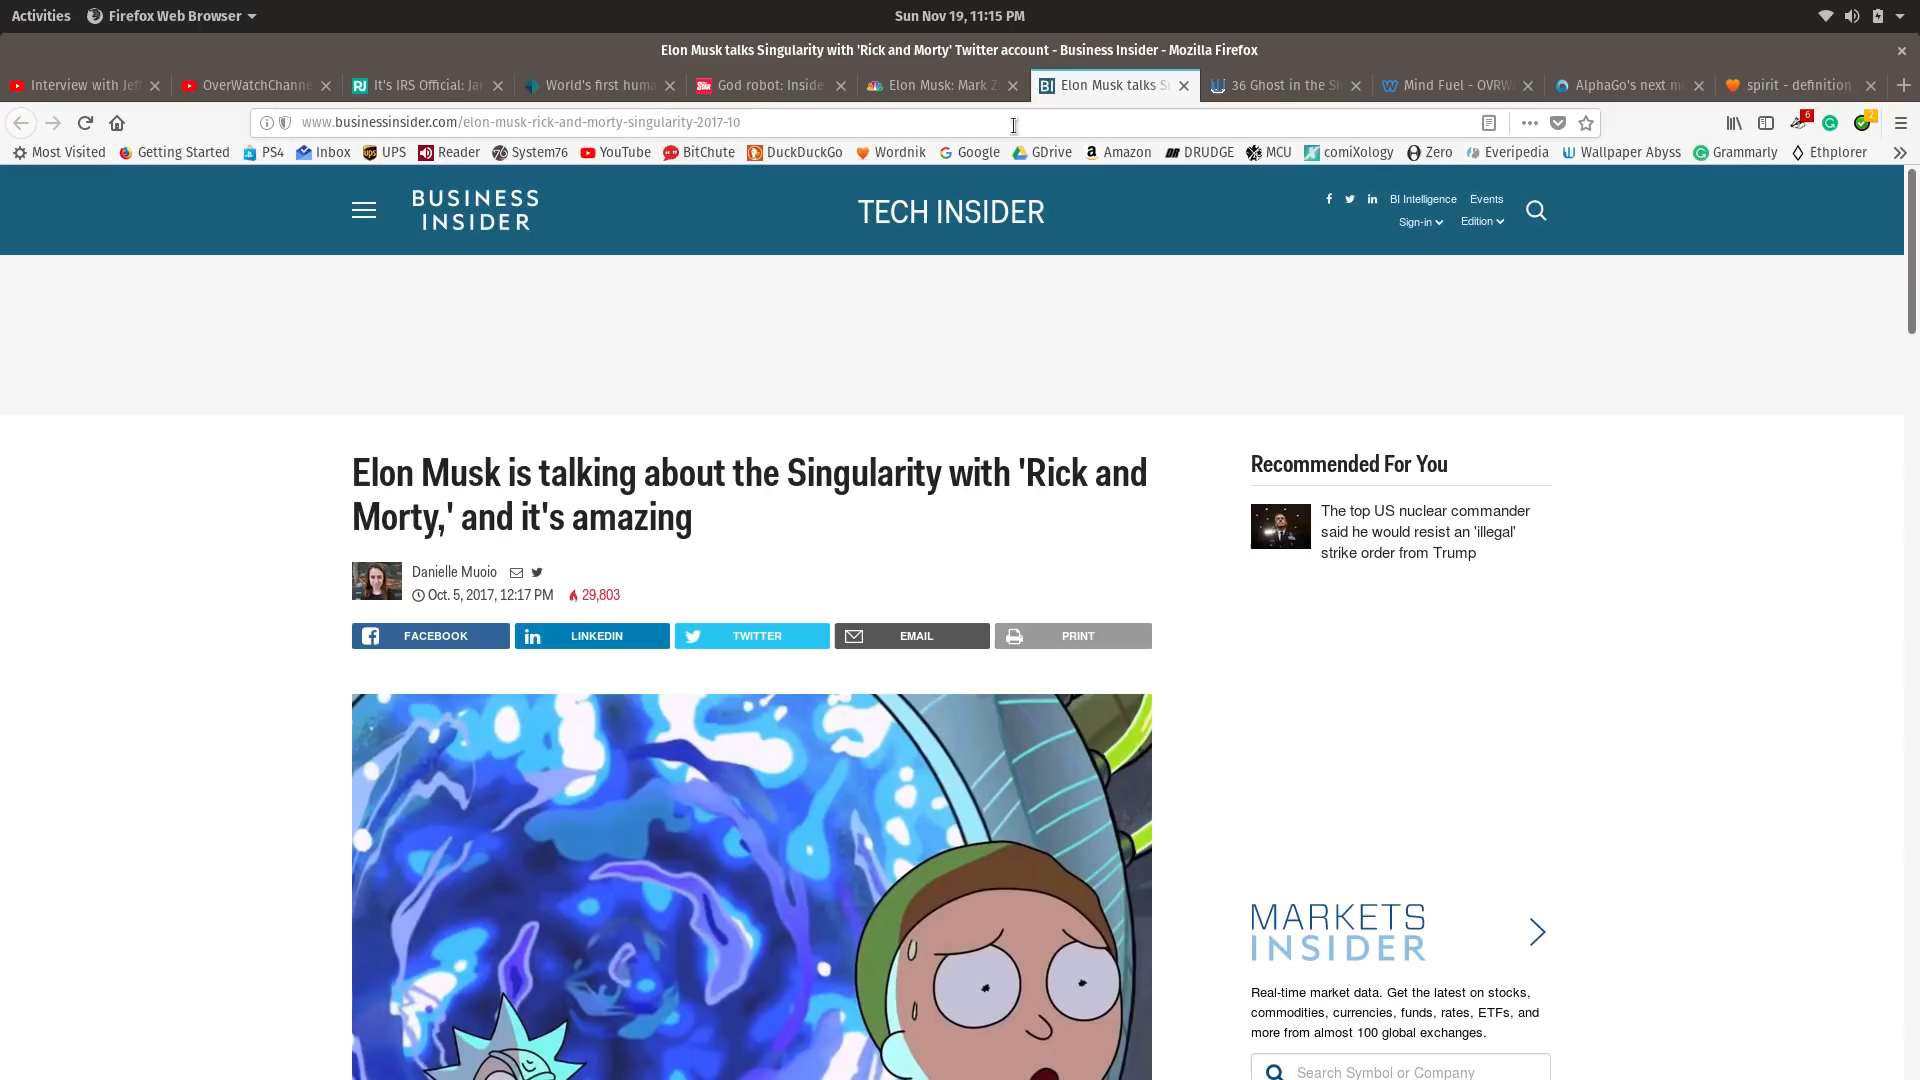 Activities
Firefox Web Browser
Sun Nov 19, 11:15 PM
Elon Musk talks Singularity with 'Rick and Morty' Twitter account - Business Insider - Mozilla Firefox
Interview with Jef
OverWatchChanne
RJ It's IRS Official: Jar
World's first huma
Star God robot: Inside
Elon Musk: Mark Z
BI Elon Musk talks S
36 Ghost in the Sh
Mind Fuel - OVRW
AlphaGo's next m
spirit - definition
www.businessinsider.com/elon-musk-rick-and-morty-singularity-2017-10
6
2
Most Visited
Getting Started
PS4
Inbox
UPS
Reader
System76
YouTube
BitChute
DuckDuckGo
Wordnik
Google
GDrive
Amazon
DRUDGE
MCU
comiXology
Zero
Everipedia
Wallpaper Abyss
Grammarly
Ethplorer
BUSINESS
INSIDER
TECH INSIDER
BI Intelligence
Events
Sign-in
Edition
Elon Musk is talking about the Singularity with 'Rick and
Morty,' and it's amazing
Danielle Muoio
Oct. 5, 2017, 12:17 PM
29,803
FACEBOOK
LINKEDIN
TWITTER
EMAIL
PRINT
Recommended For You
The top US nuclear commander
said he would resist an 'illegal'
strike order from Trump
MARKETS
INSIDER
Real-time market data. Get the latest on stocks,
commodities, currencies, funds, rates, ETFs, and
more from almost 100 global exchanges.
Search Symbol or Company